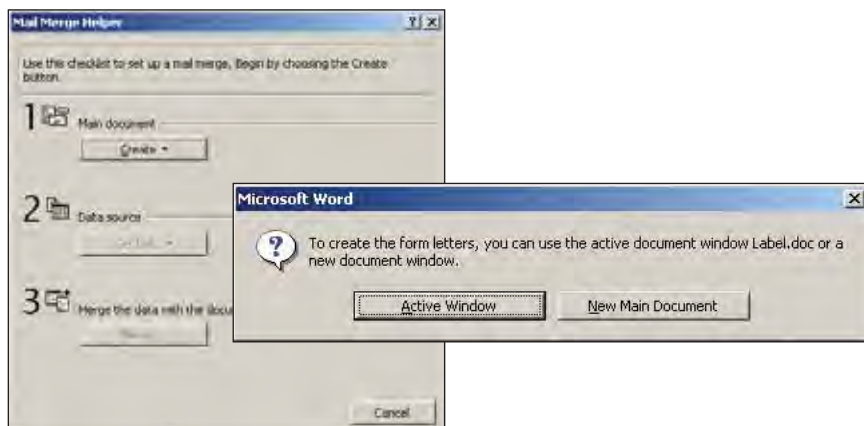 Mail Merge Helper
Use this checklist to set up a mail merge. Begin by choosing the Create
button.
1 Main document
Create
2 Data source
3 Merge the data with the docu
Cancel
Microsoft Word
To create the form letters, you can use the active document window Label.doc or a
new document window.
Active Window
New Main Document